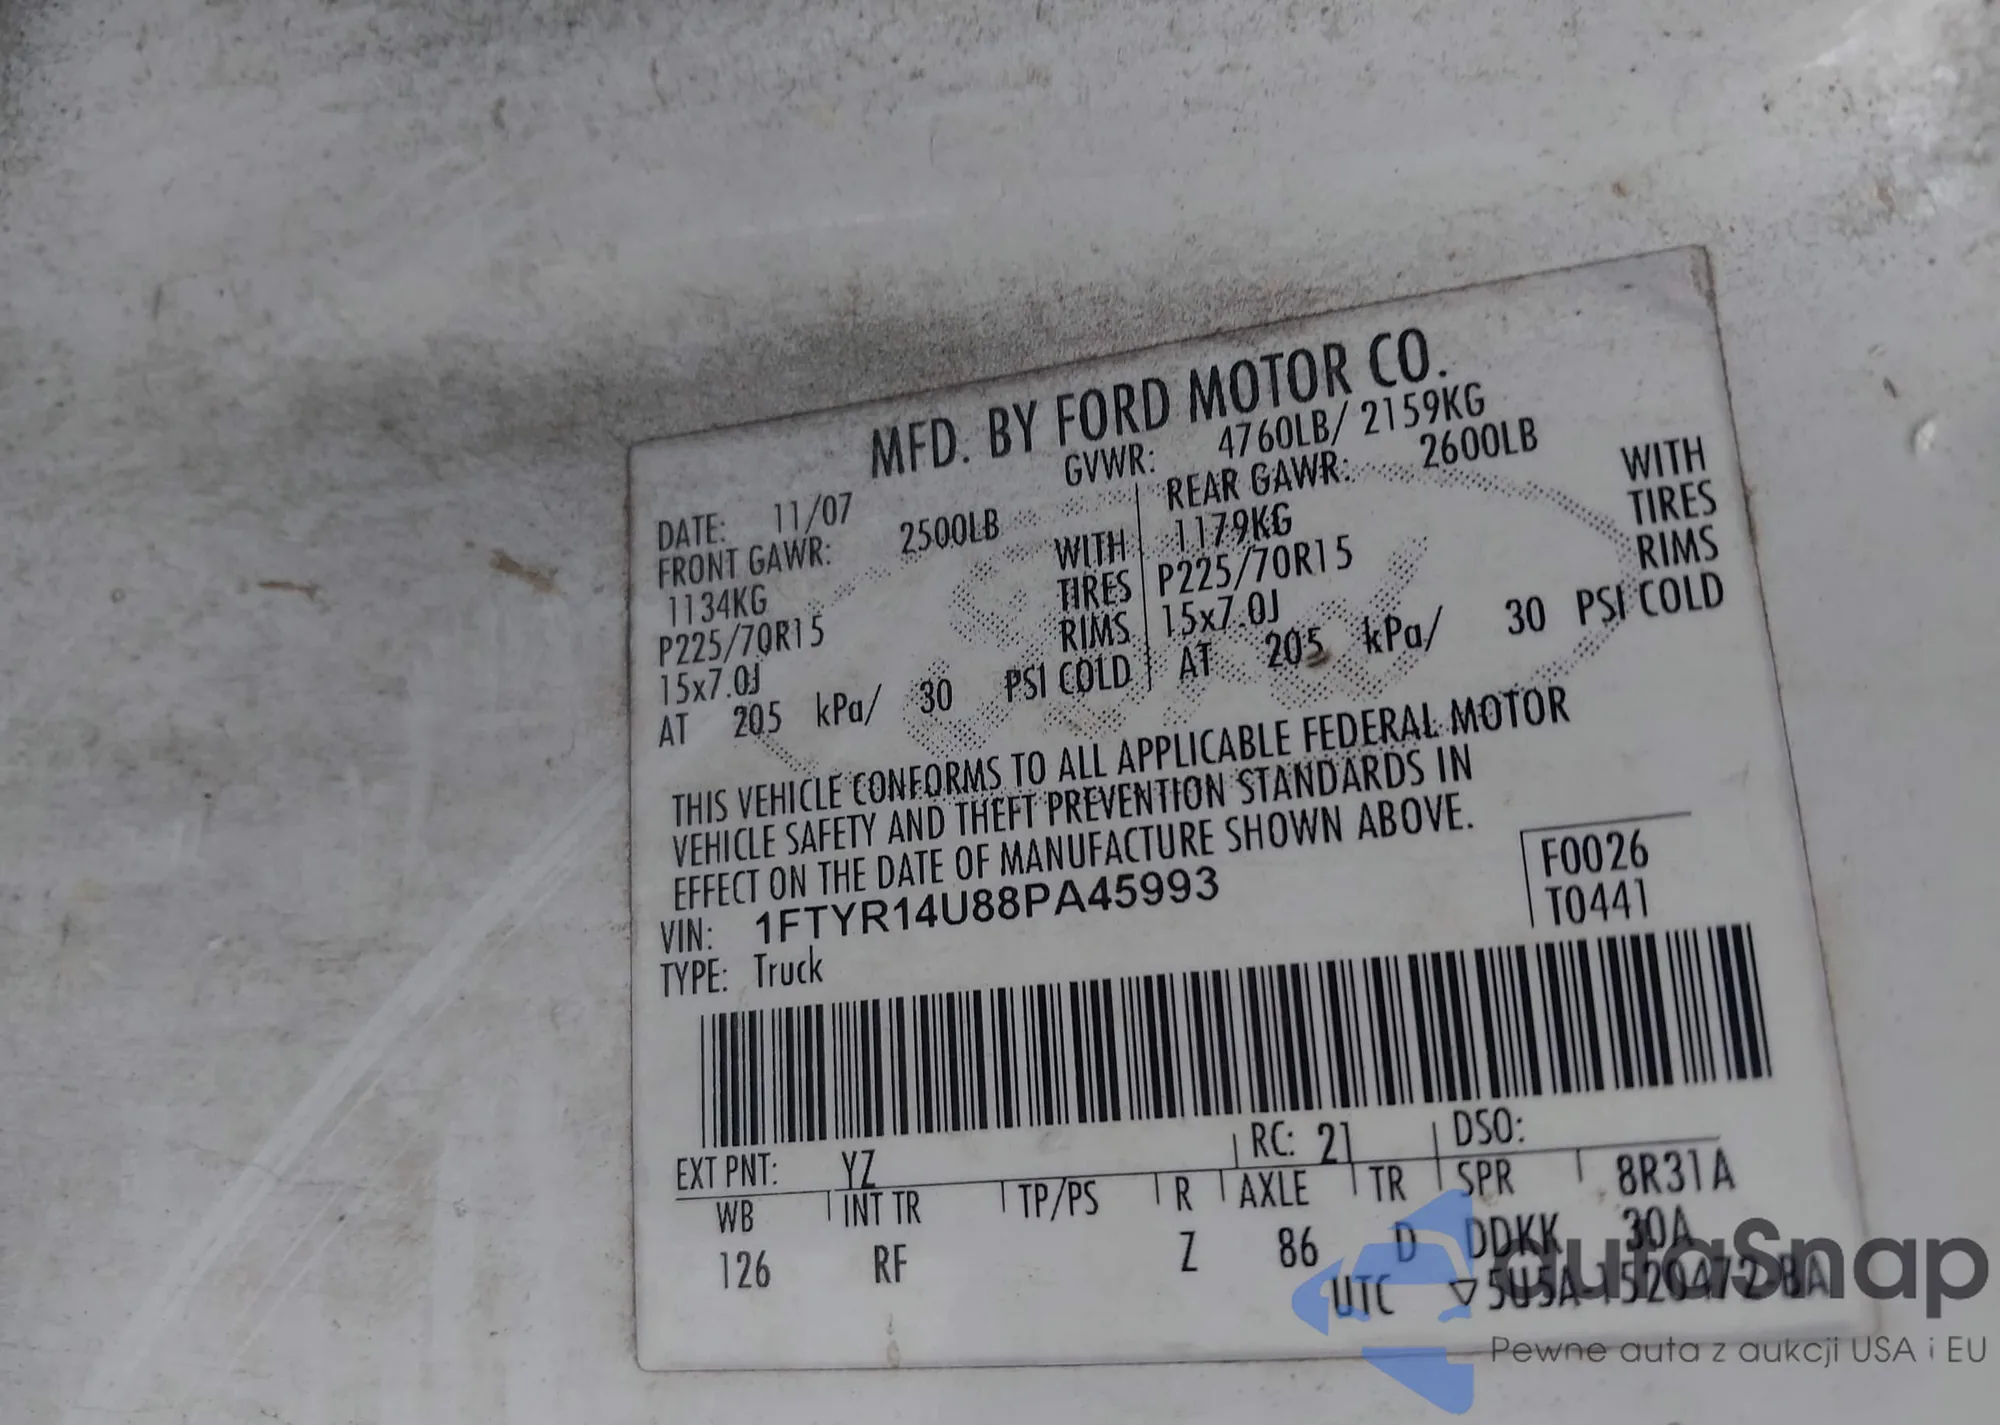 MFD. BY FORD MOTOR CO.
DATE: 11/07 GVWR: 4760LB/ 2159KG
FRONT GAWR: 2500LB REAR GAWR: 2600LB
1134KG WITH 1179KG WITH
P225/70R15 TIRES P225/70R15 TIRES
15x7.0J RIMS 15x7.0J RIMS
AT 205 kPa/ 30 PSI COLD AT 205 kPa/ 30 PSI COLD
THIS VEHICLE CONFORMS TO ALL APPLICABLE FEDERAL MOTOR
VEHICLE SAFETY AND THEFT PREVENTION STANDARDS IN
EFFECT ON THE DATE OF MANUFACTURE SHOWN ABOVE.
VIN: 1FTYR14U88PA45993 F0026
TYPE: Truck T0441
EXT PNT: YZ RC: 21 DSO:
WB INT TR TP/PS R AXLE TR SPR 8R31A
126 RF Z 86 D DDKK 30A
UTC ▽5U5A-1520472-BA
autaSnap
Pewne auta z aukcji USA i EU